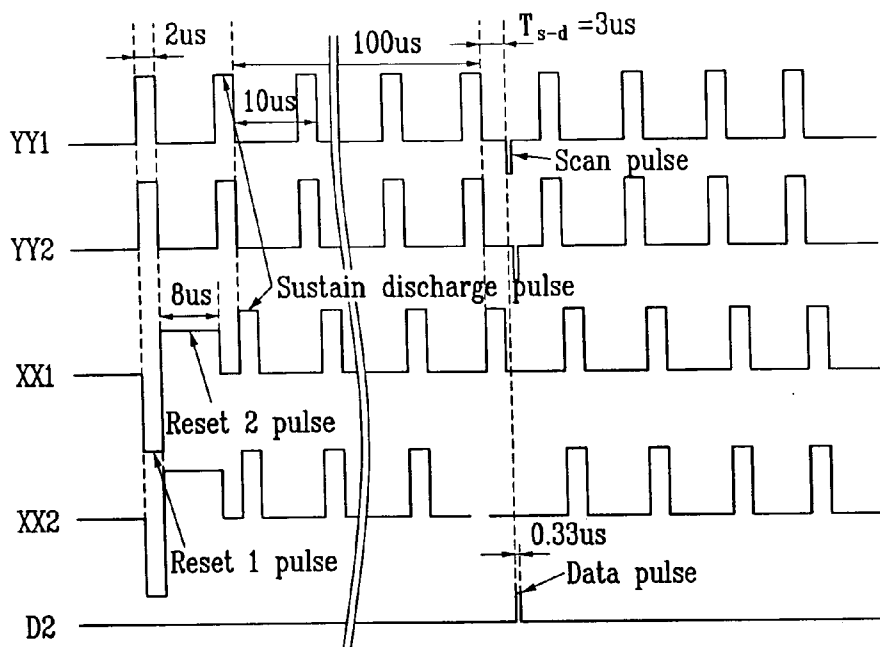 2us
100us
T s-d =3us
10us
YY1
Scan pulse
YY2
8us
Sustain discharge pulse
XX1
Reset 2 pulse
XX2
0.33us
Reset 1 pulse
Data pulse
D2